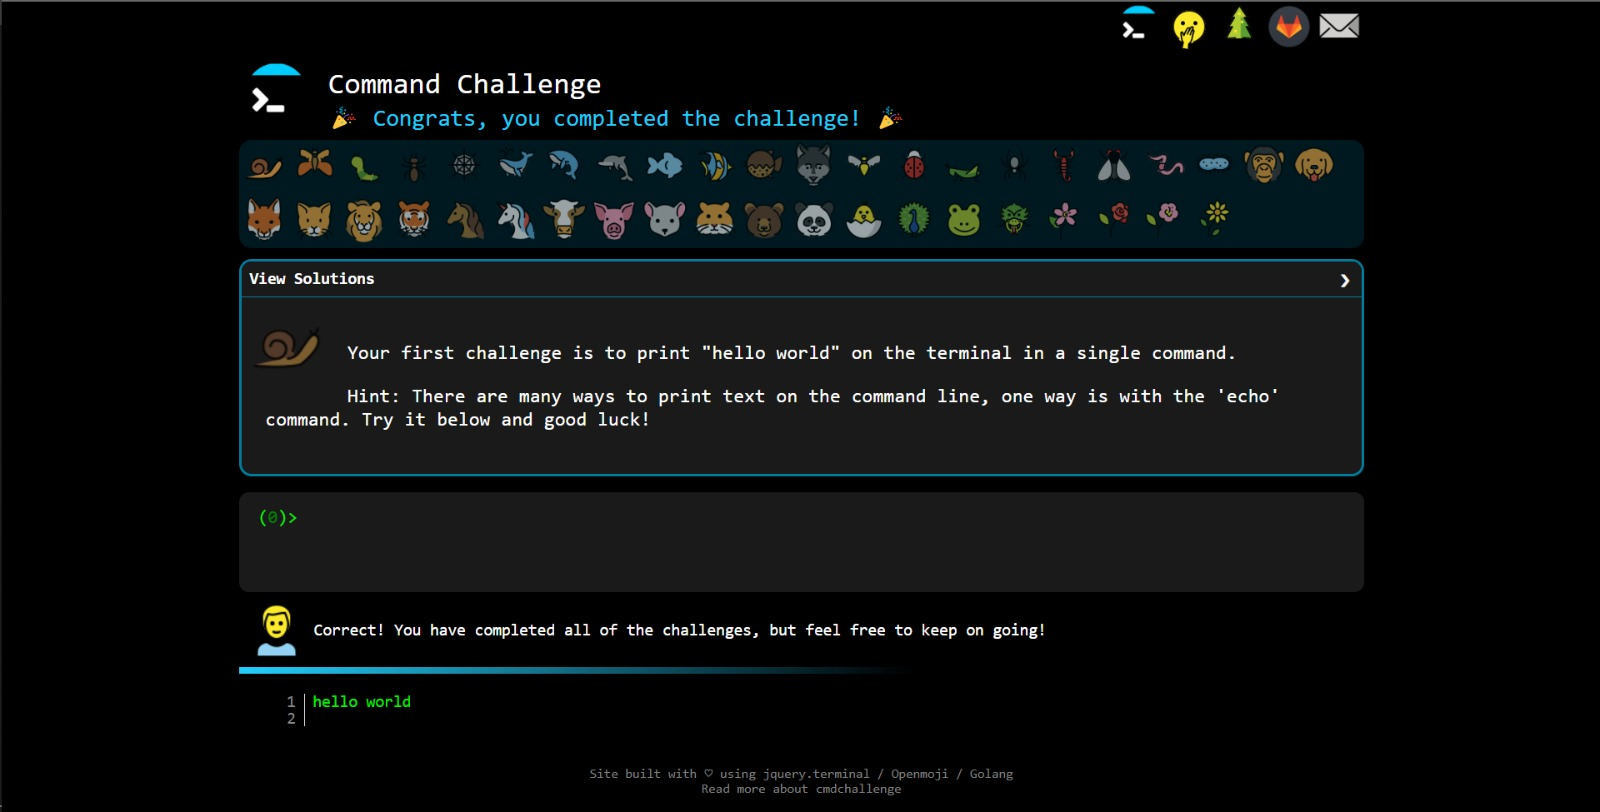 Command Challenge
Congrats, you completed the challenge!
View Solutions
Your first challenge is to print "hello world" on the terminal in a single command.
Hint: There are many ways to print text on the command line, one way is with the 'echo'
command. Try it below and good luck!
(0)>
Correct! You have completed all of the challenges, but feel free to keep on going!
1 hello world
2
Site built with ♡ using jquery.terminal / Openmoji / Golang
Read more about cmdchallenge